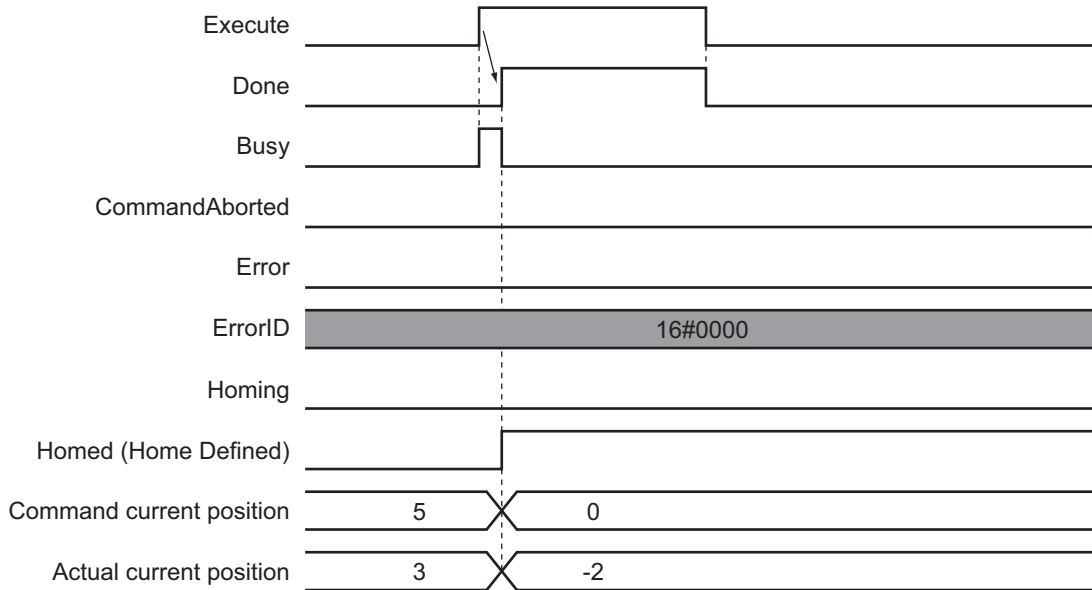 Execute
Done
Busy
CommandAborted
Error
ErrorID 16#0000
Homing
Homed (Home Defined)
Command current position 5 0
Actual current position 3 -2